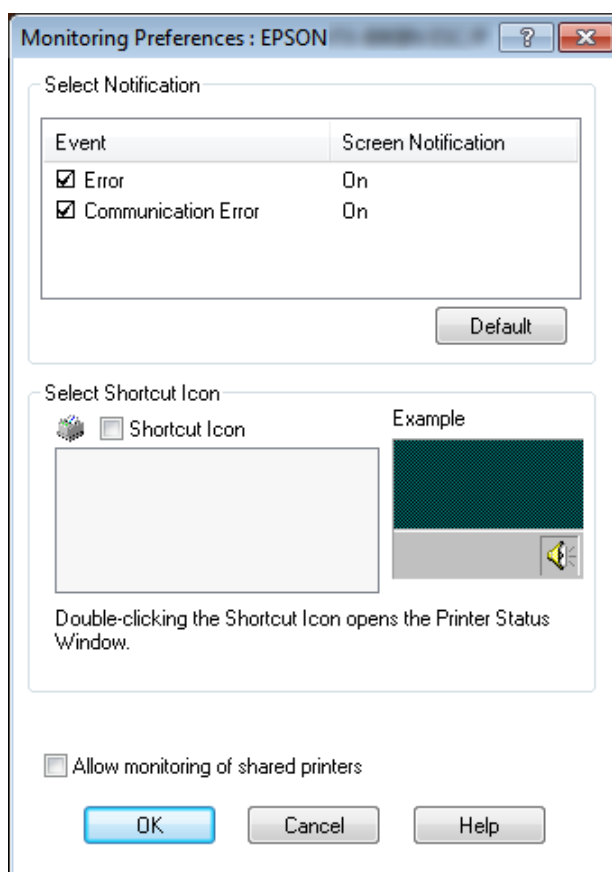 Monitoring Preferences : EPSON
Select Notification
Event Screen Notification
Error On
Communication Error On
Default
Select Shortcut Icon
Shortcut Icon
Example
Double-clicking the Shortcut Icon opens the Printer Status
Window.
Allow monitoring of shared printers
OK Cancel Help